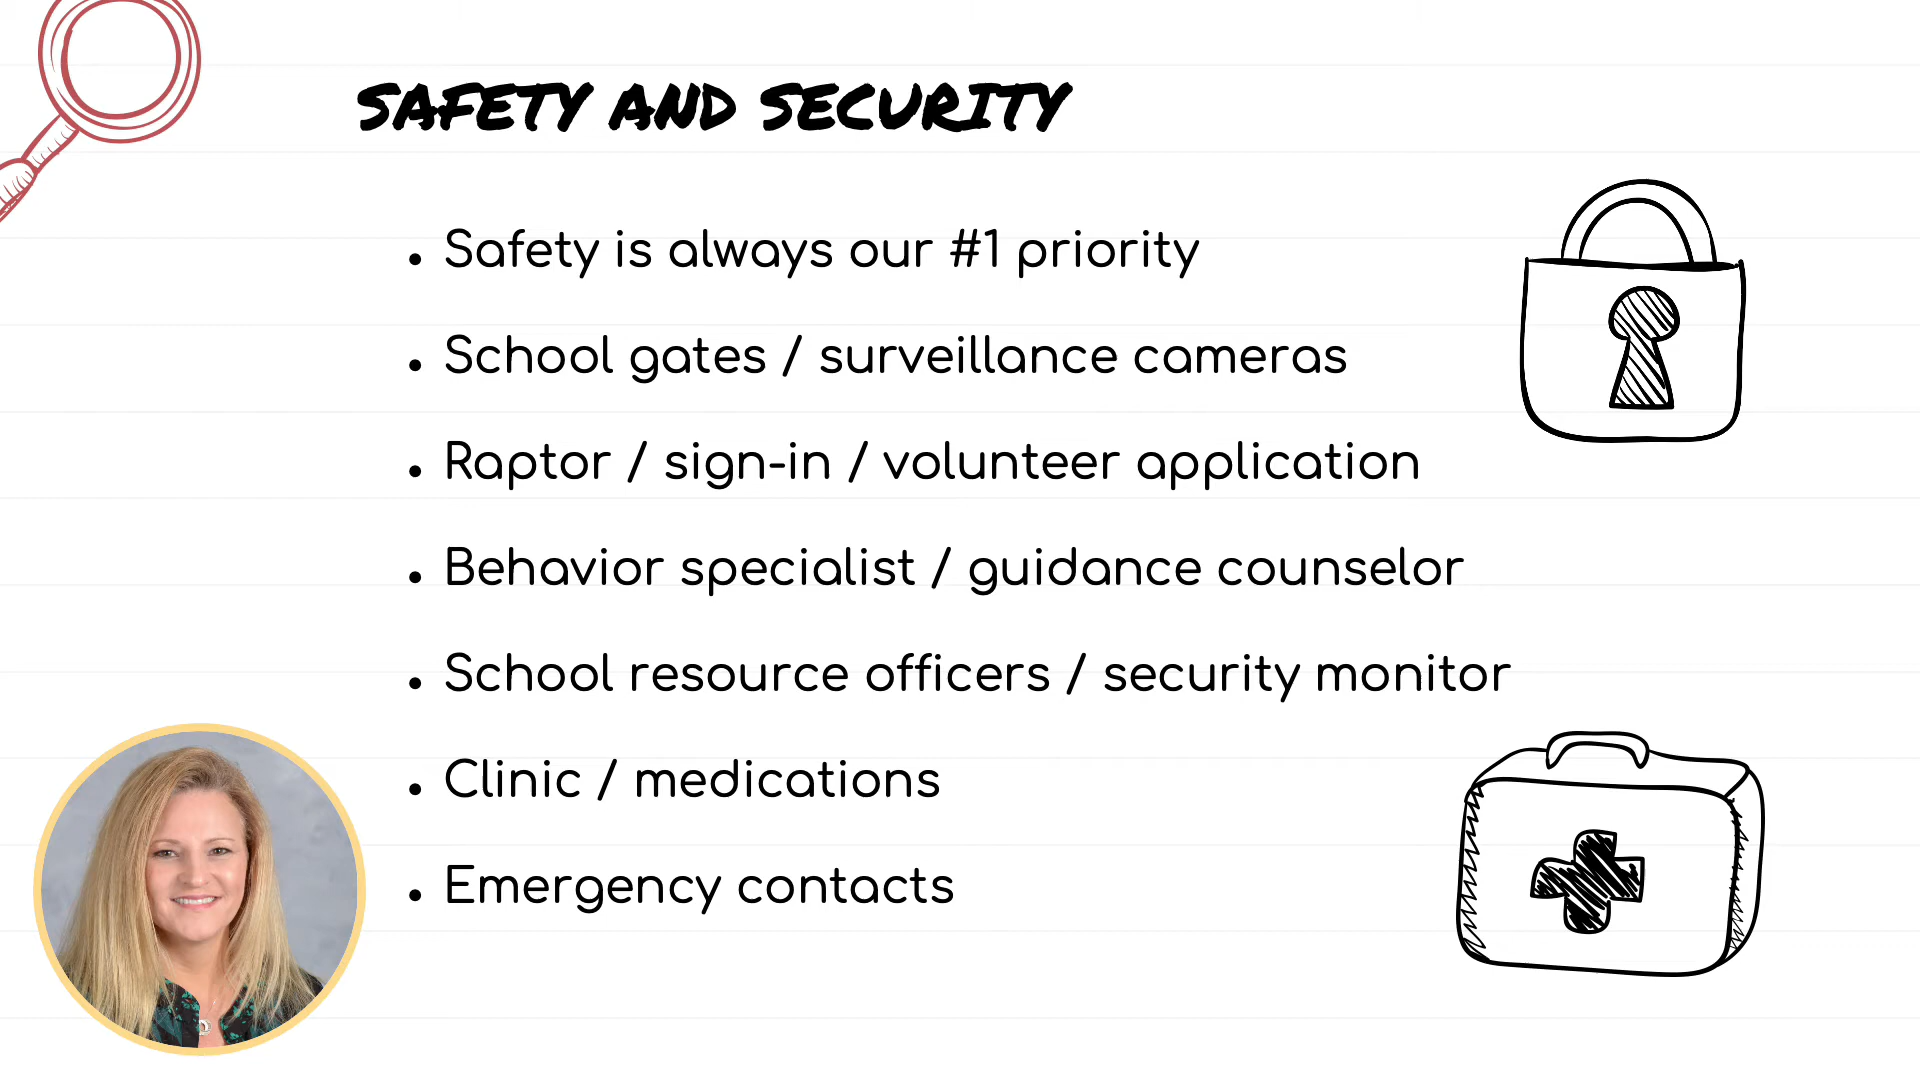 SAFETY AND SECURITY
• Safety is always our #1 priority
• School gates / surveillance cameras
• Raptor / sign-in / volunteer application
• Behavior specialist / guidance counselor
• School resource officers / security monitor
• Clinic / medications
• Emergency contacts